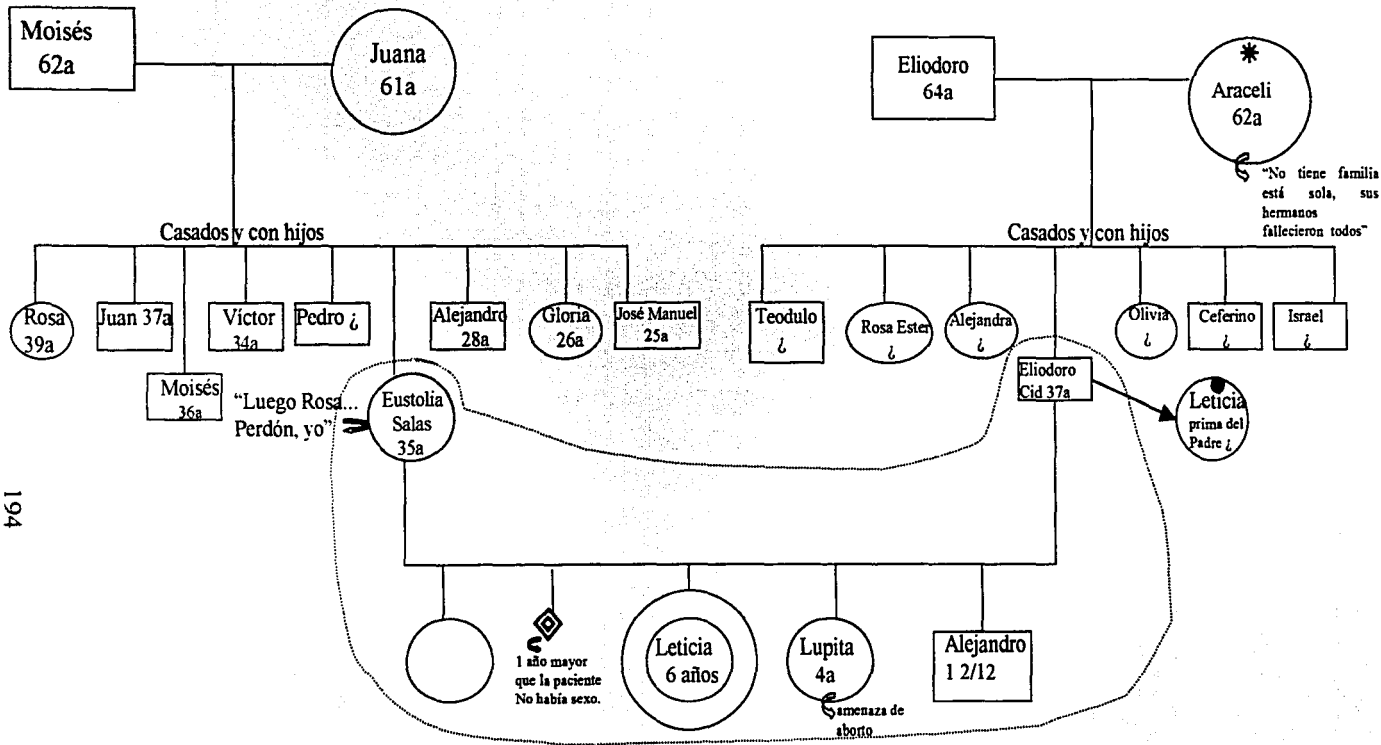 Moisés
62a
Juana
61a
Eliodoro
64a
Araceli
62a
"No tiene familia
está sola, sus
hermanos
fallecieron todos"
Casados y con hijos
Casados y con hijos
Rosa
39a
Juan 37a
Moisés
36a
Víctor
34a
Pedro ¿
"Luego Rosa...
Perdón, yo"
Eustolia
Salas
35a
Alejandro
28a
Gloria
26a
José Manuel
25a
Teodulo
¿
Rosa Ester
¿
Alejandra
¿
Eliodoro
Cid 37a
Olivia
¿
Ceferino
¿
Israel
¿
Leticia
prima del
Padre ¿
1 año mayor
que la paciente
No había sexo.
Leticia
6 años
Lupita
4a
amenaza de
aborto
Alejandro
1 2/12
194